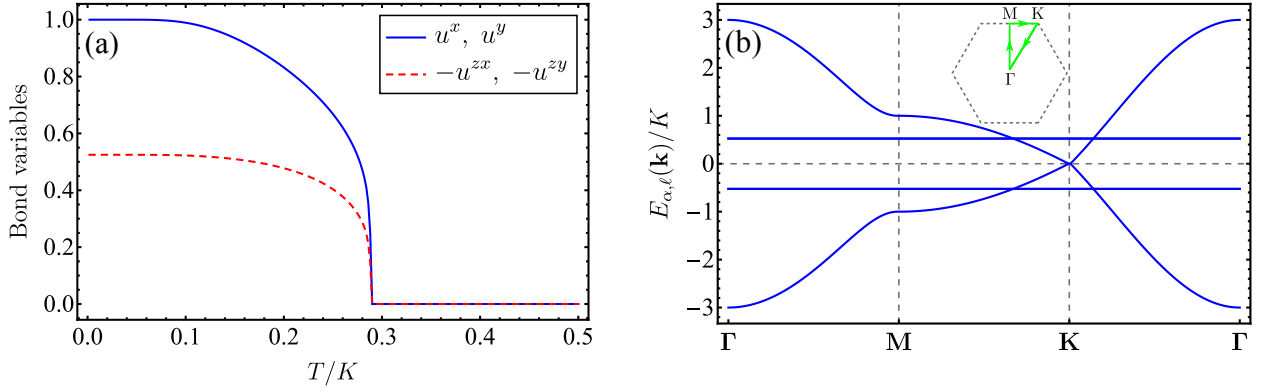 (a)
u^x, u^y
−u^{zx}, −u^{zy}
Bond variables
1.0
0.8
0.6
0.4
0.2
0.0
0.0 0.1 0.2 0.3 0.4 0.5
T/K
(b)
M K
Γ
E_{α,ℓ}(k)/K
3
2
1
0
−1
−2
−3
Γ M K Γ